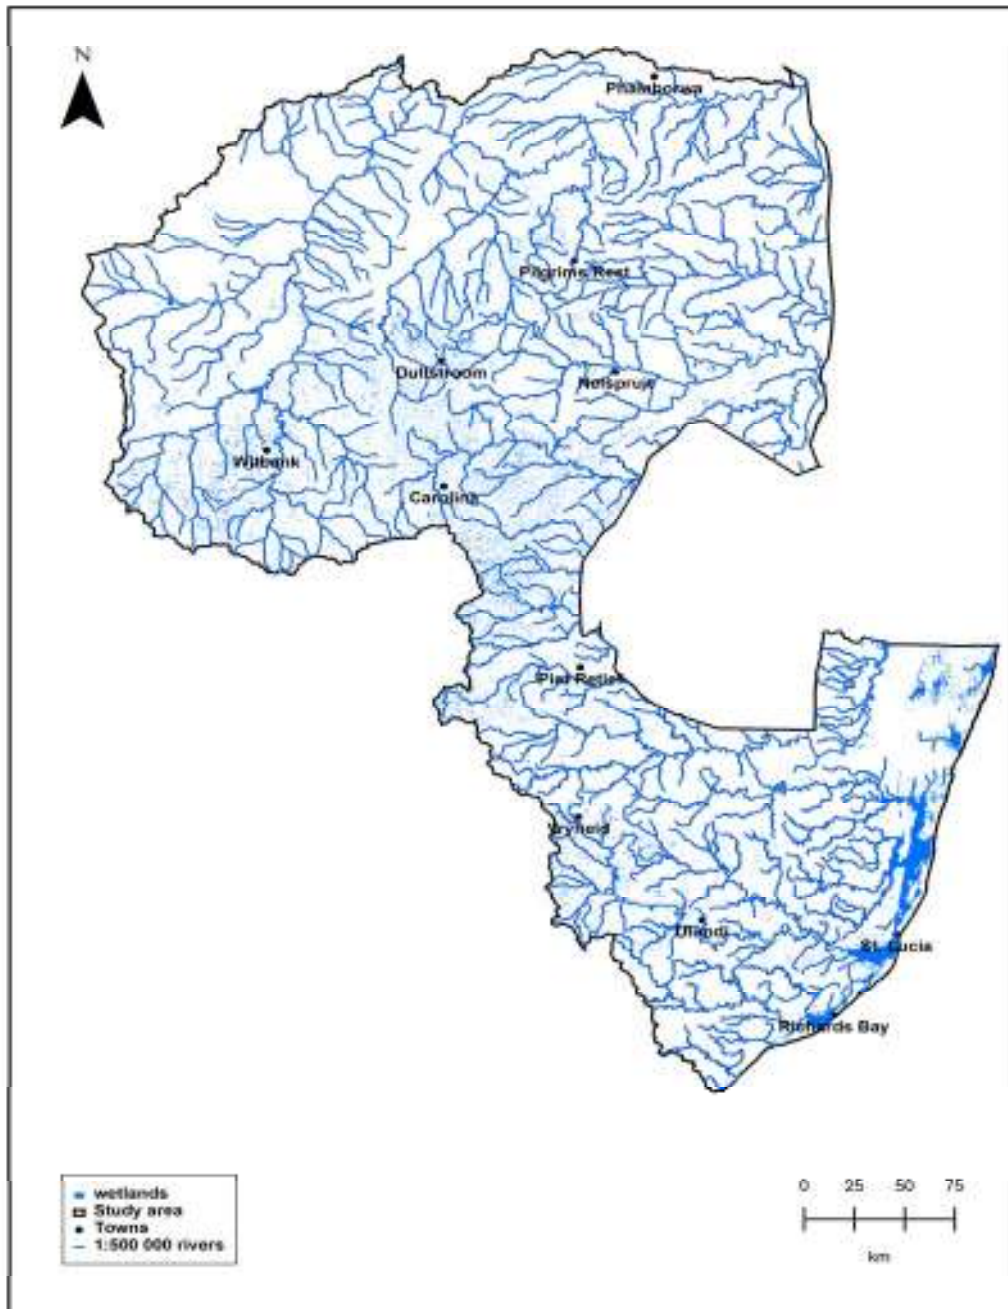 N
Phalaborwa
Pilgrims Rest
Dullstroom
Nelspruit
Witbank
Carolina
Piet Retief
Vryheid
Ulundi
St. Lucia
Richards Bay
wetlands
Study area
Towns
1:500 000 rivers
0 25 50 75
km